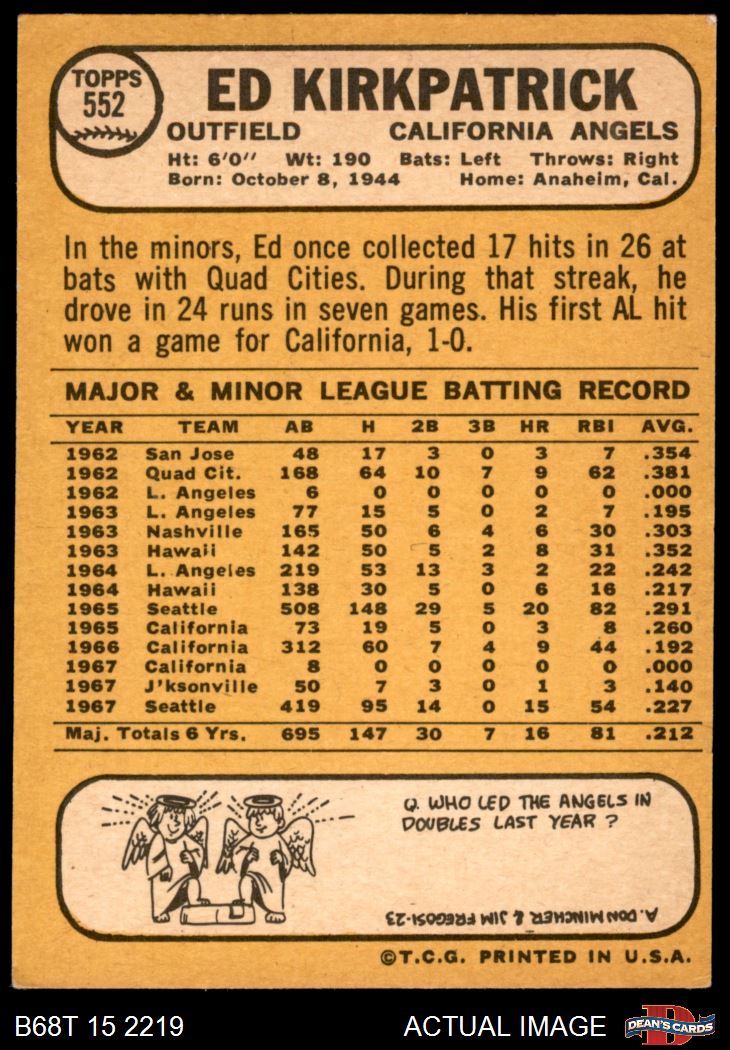 TOPPS
552
ED KIRKPATRICK
OUTFIELD CALIFORNIA ANGELS
Ht: 6'0" Wt: 190 Bats: Left Throws: Right
Born: October 8, 1944 Home: Anaheim, Cal.
In the minors, Ed once collected 17 hits in 26 at
bats with Quad Cities. During that streak, he
drove in 24 runs in seven games. His first AL hit
won a game for California, 1-0.
MAJOR & MINOR LEAGUE BATTING RECORD
YEAR TEAM AB H 2B 3B HR RBI AVG.
1962 San Jose 48 17 3 0 3 7 .354
1962 Quad Cit. 168 64 10 7 9 62 .381
1962 L. Angeles 6 0 0 0 0 0 .000
1963 L. Angeles 77 15 5 0 2 7 .195
1963 Nashville 165 50 6 4 6 30 .303
1963 Hawaii 142 50 5 2 8 31 .352
1964 L. Angeles 219 53 13 3 2 22 .242
1964 Hawaii 138 30 5 0 6 16 .217
1965 Seattle 508 148 29 5 20 82 .291
1965 California 73 19 5 0 3 8 .260
1966 California 312 60 7 4 9 44 .192
1967 California 8 0 0 0 0 0 .000
1967 J'ksonville 50 7 3 0 1 3 .140
1967 Seattle 419 95 14 0 15 54 .227
Maj. Totals 6 Yrs. 695 147 30 7 16 81 .212
Q. WHO LED THE ANGELS IN
DOUBLES LAST YEAR ?
A. DON MINCHER & JIM FREGOSI-23
©T.C.G. PRINTED IN U.S.A.
B68T 15 2219 ACTUAL IMAGE
D
DEAN'S CARDS